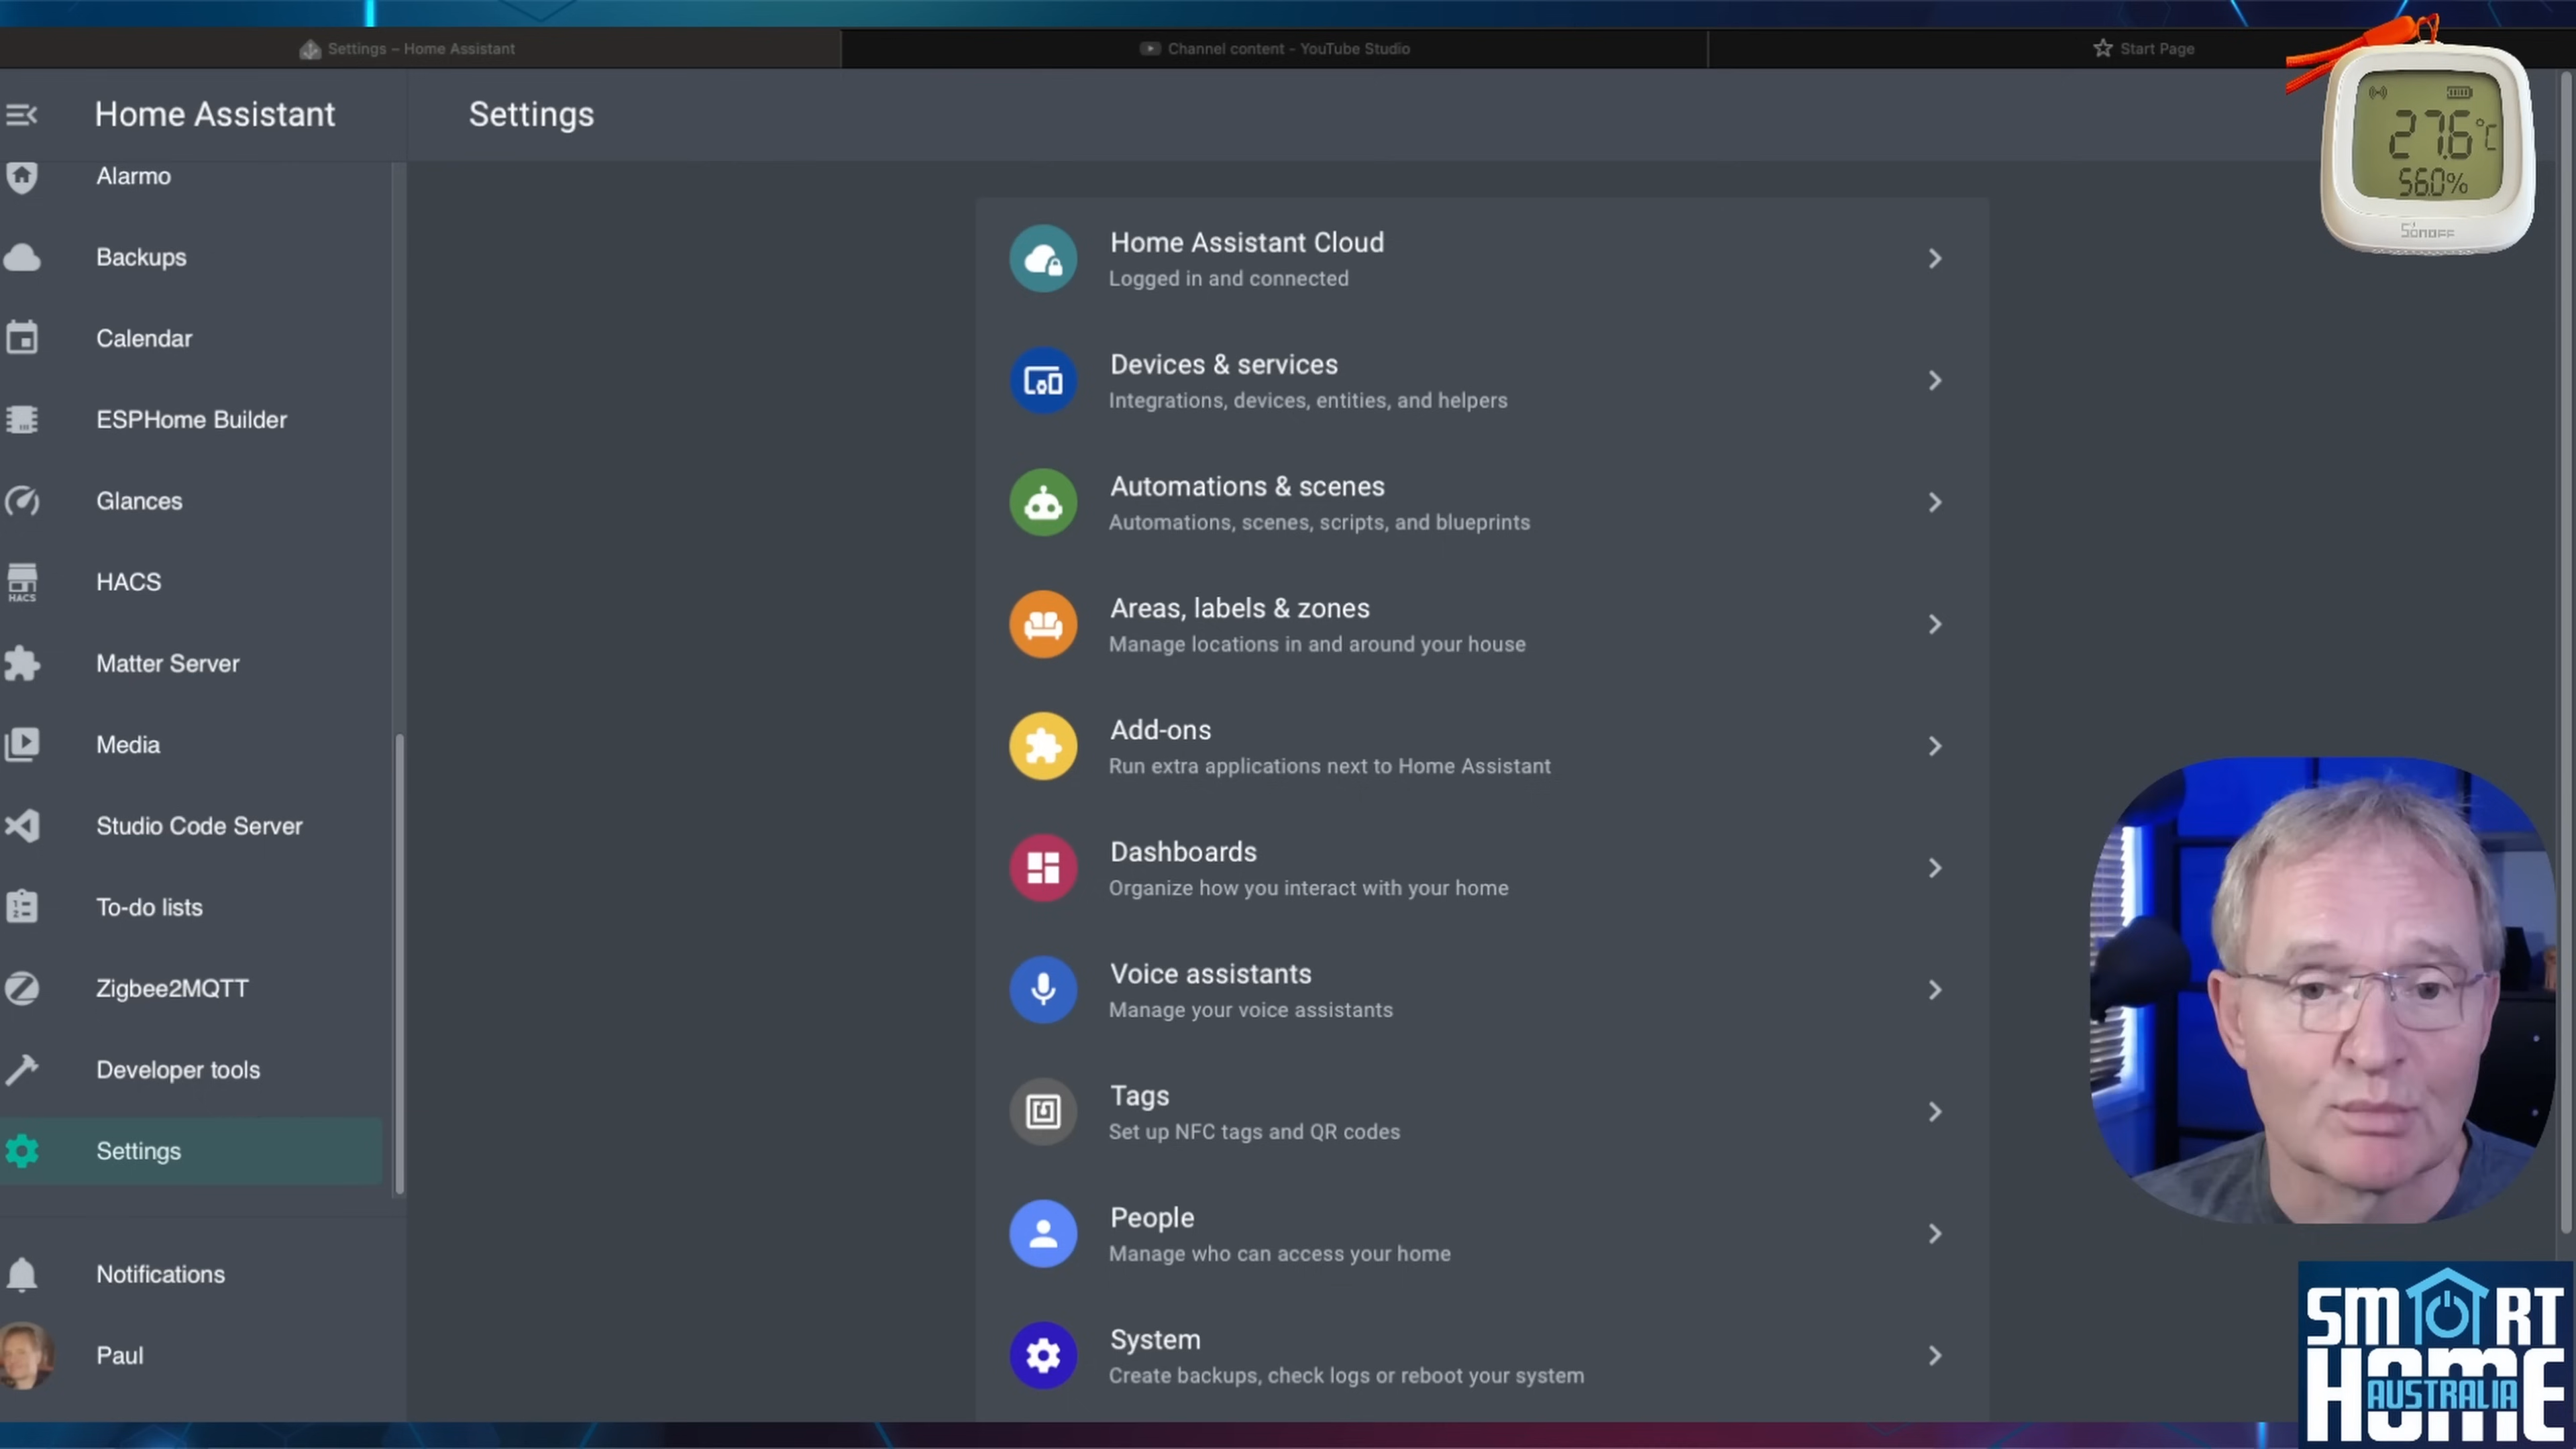 Settings – Home Assistant
Channel content - YouTube Studio
Start Page
Home Assistant
Settings
Alarmo
Backups
Calendar
ESPHome Builder
Glances
HACS
HACS
Matter Server
Media
Studio Code Server
To-do lists
Zigbee2MQTT
Developer tools
Settings
Notifications
Paul
Home Assistant Cloud
Logged in and connected
Devices & services
Integrations, devices, entities, and helpers
Automations & scenes
Automations, scenes, scripts, and blueprints
Areas, labels & zones
Manage locations in and around your house
Add-ons
Run extra applications next to Home Assistant
Dashboards
Organize how you interact with your home
Voice assistants
Manage your voice assistants
Tags
Set up NFC tags and QR codes
People
Manage who can access your home
System
Create backups, check logs or reboot your system
27.6°C
56.0%
SONOFF
SMART
HOME
AUSTRALIA